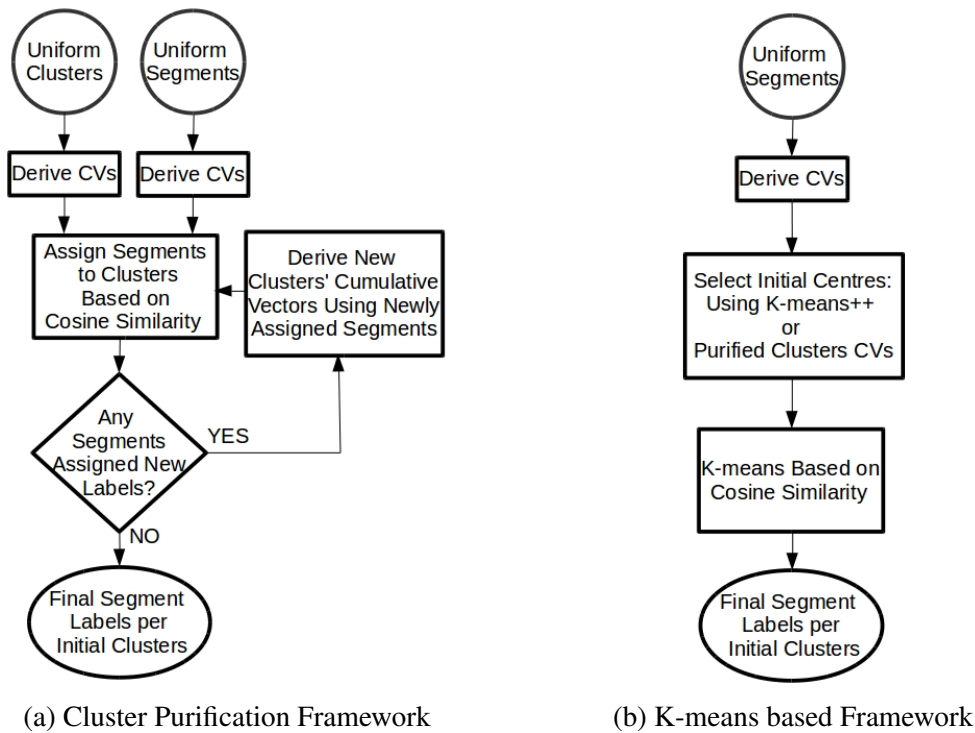 Uniform
Clusters
Uniform
Segments
Derive CVs
Derive CVs
Assign Segments
to Clusters
Based on
Cosine Similarity
Derive New
Clusters' Cumulative
Vectors Using Newly
Assigned Segments
Any
Segments
Assigned New
Labels?
YES
NO
Final Segment
Labels per
Initial Clusters
(a) Cluster Purification Framework
Uniform
Segments
Derive CVs
Select Initial Centres:
Using K-means++
or
Purified Clusters CVs
K-means Based on
Cosine Similarity
Final Segment
Labels per
Initial Clusters
(b) K-means based Framework